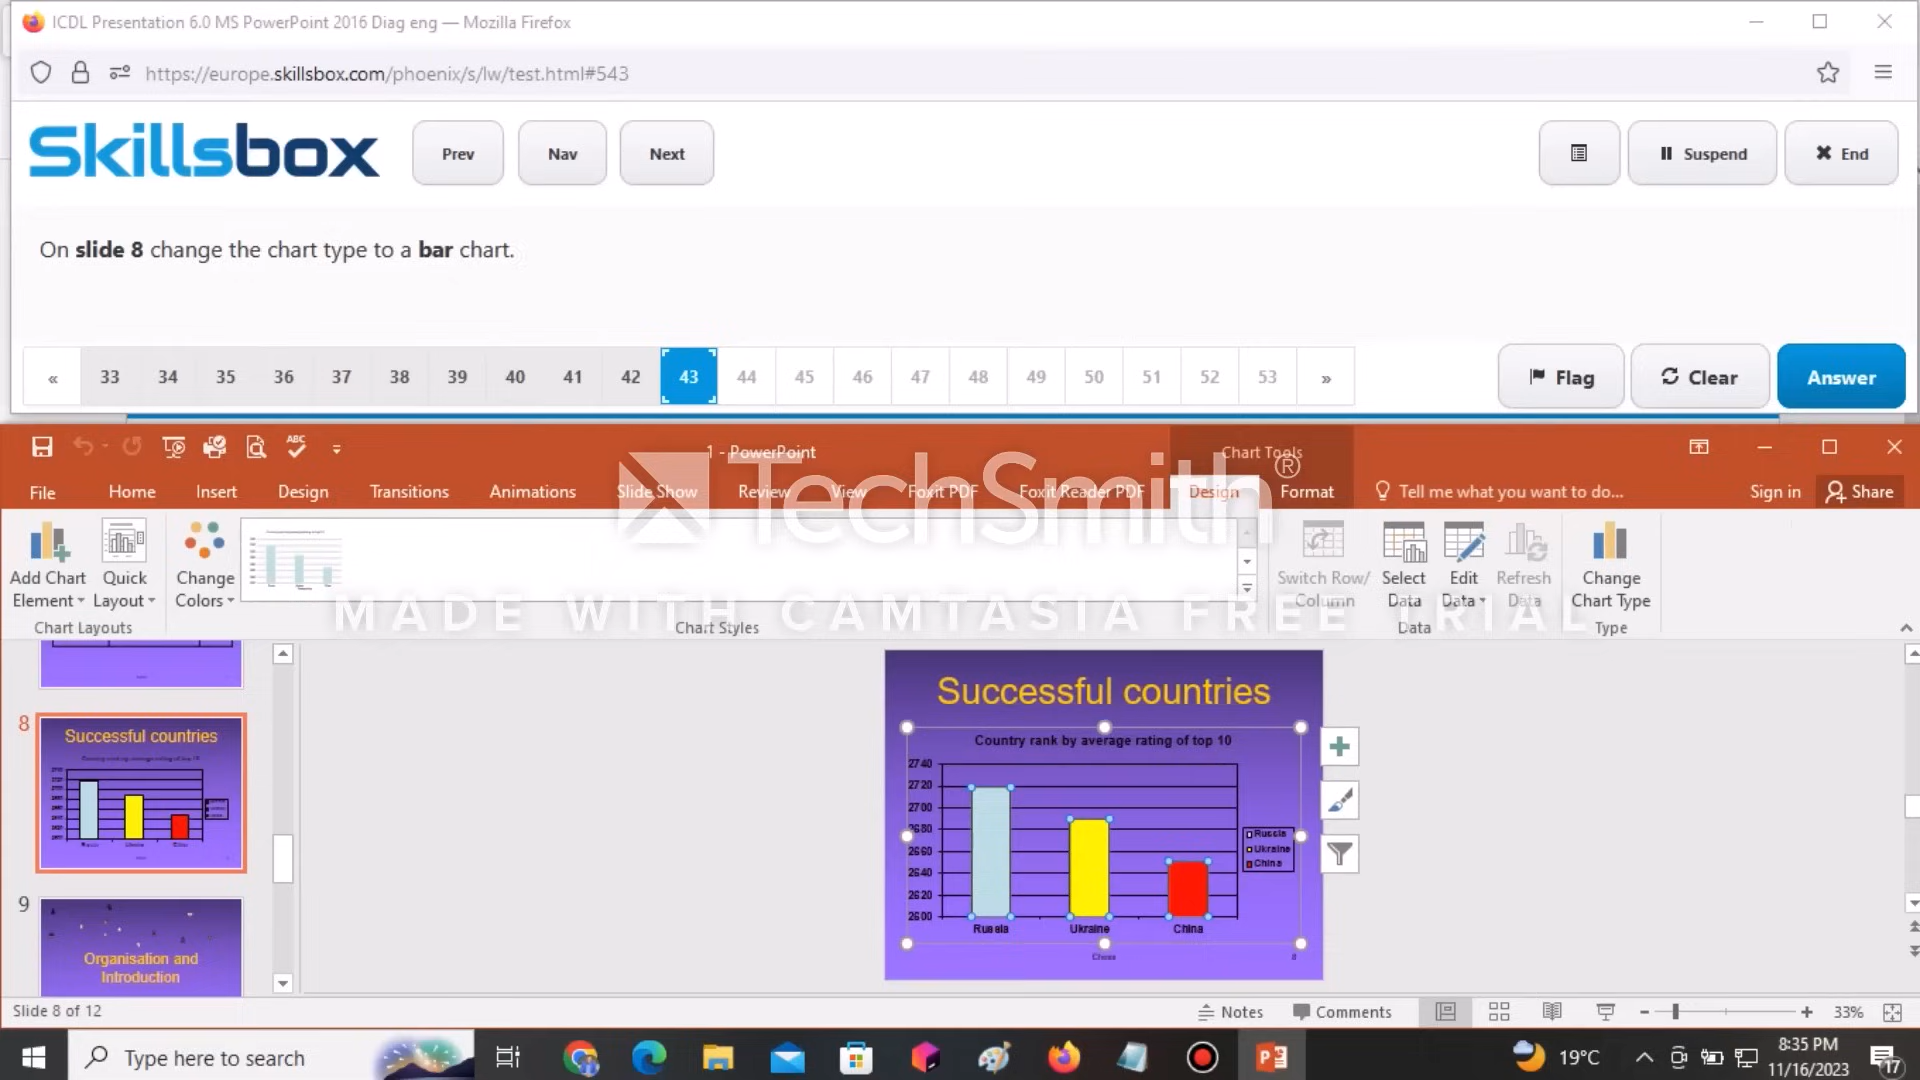 ICDL Presentation 6.0 MS PowerPoint 2016 Diag eng — Mozilla Firefox
https://europe.skillsbox.com/phoenix/s/lw/test.html#543
Skillsbox Prev Nav Next Suspend End
On slide 8 change the chart type to a bar chart.
« 33 34 35 36 37 38 39 40 41 42 43 44 45 46 47 48 49 50 51 52 53 » Flag Clear Answer
ABC
1 - PowerPoint Chart Tools
TechSmith ®
File Home Insert Design Transitions Animations Slide Show Review View Foxit PDF Foxit Reader PDF Design Format Tell me what you want to do... Sign in Share
Add Chart Element Quick Layout Change Colors Switch Row/ Column Select Data Edit Data Refresh Data Change Chart Type
MADE WITH CAMTASIA FREE TRIAL
Chart Layouts Chart Styles Data Type
8
Successful countries
9
Organisation and
Introduction
Successful countries
Country rank by average rating of top 10
2740
2720
2700
2680
2660
2640
2620
2600
Russia Ukraine China
Russia
Ukraine
China
Chess 8
Slide 8 of 12 Notes Comments 33%
Type here to search 19°C 8:35 PM
11/16/2023 17